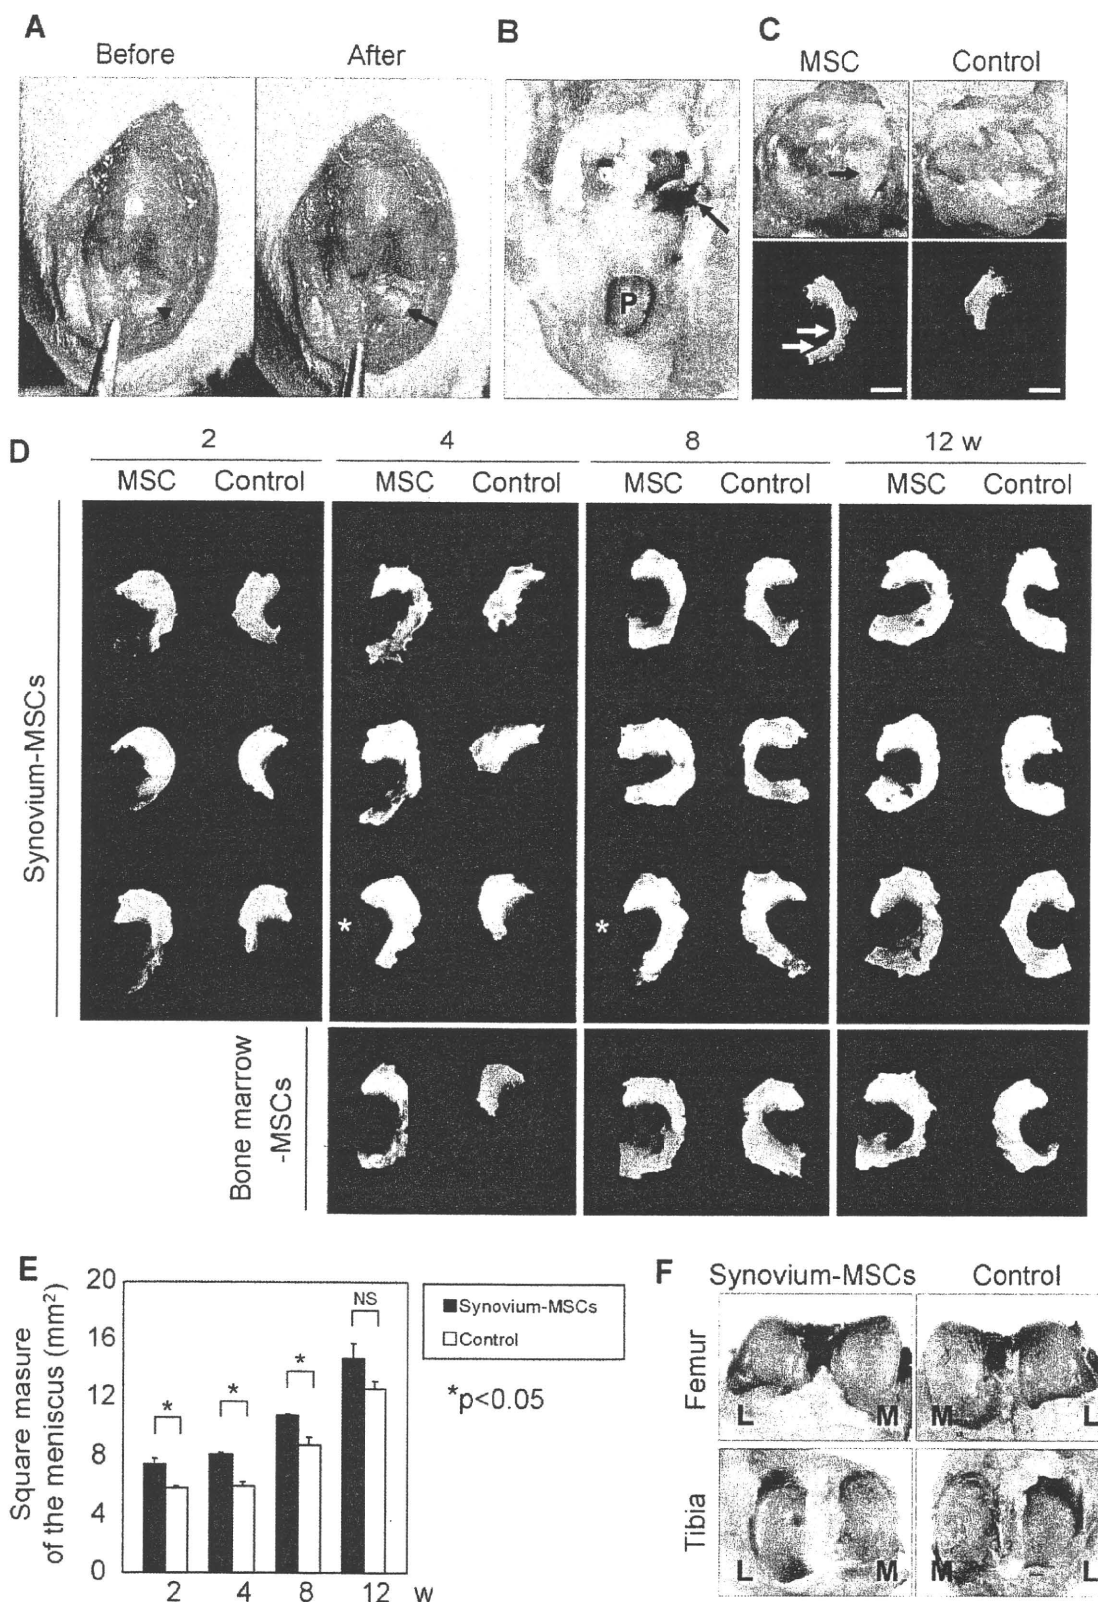 A
Before After
B
P
C
MSC Control
D
2 4 8 12 w
MSC Control MSC Control MSC Control MSC Control
Synovium-MSCs
*
*
Bone marrow
-MSCs
E
Square masure
of the meniscus (mm²)
20
16
12
8
4
0
* * * NS
2 4 8 12 w
Synovium-MSCs
Control
*p<0.05
F
Synovium-MSCs Control
Femur
L M M L
Tibia
L M M L